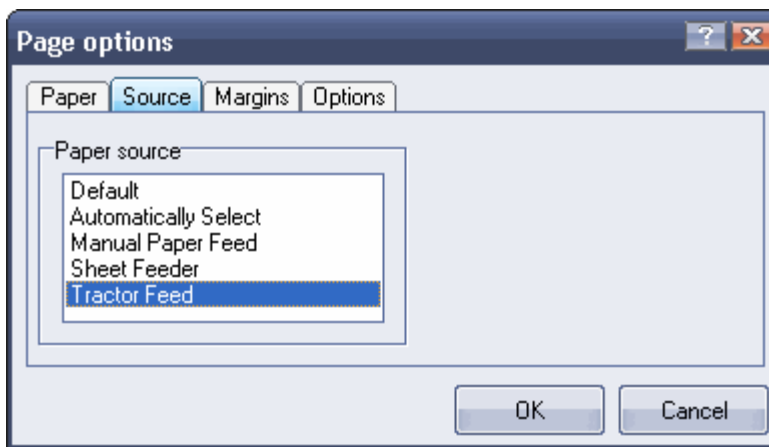 Page options
Paper Source Margins Options
Paper source
Default
Automatically Select
Manual Paper Feed
Sheet Feeder
Tractor Feed
OK Cancel